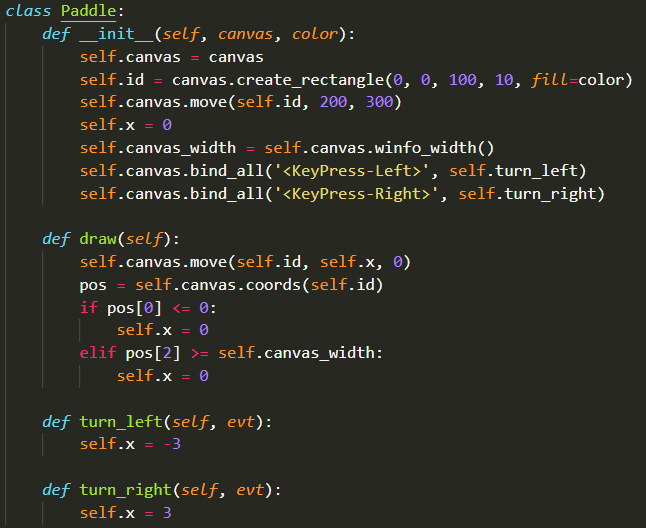 class Paddle:
    def __init__(self, canvas, color):
        self.canvas = canvas
        self.id = canvas.create_rectangle(0, 0, 100, 10, fill=color)
        self.canvas.move(self.id, 200, 300)
        self.x = 0
        self.canvas_width = self.canvas.winfo_width()
        self.canvas.bind_all('<KeyPress-Left>', self.turn_left)
        self.canvas.bind_all('<KeyPress-Right>', self.turn_right)

    def draw(self):
        self.canvas.move(self.id, self.x, 0)
        pos = self.canvas.coords(self.id)
        if pos[0] <= 0:
            self.x = 0
        elif pos[2] >= self.canvas_width:
            self.x = 0

    def turn_left(self, evt):
        self.x = -3

    def turn_right(self, evt):
        self.x = 3